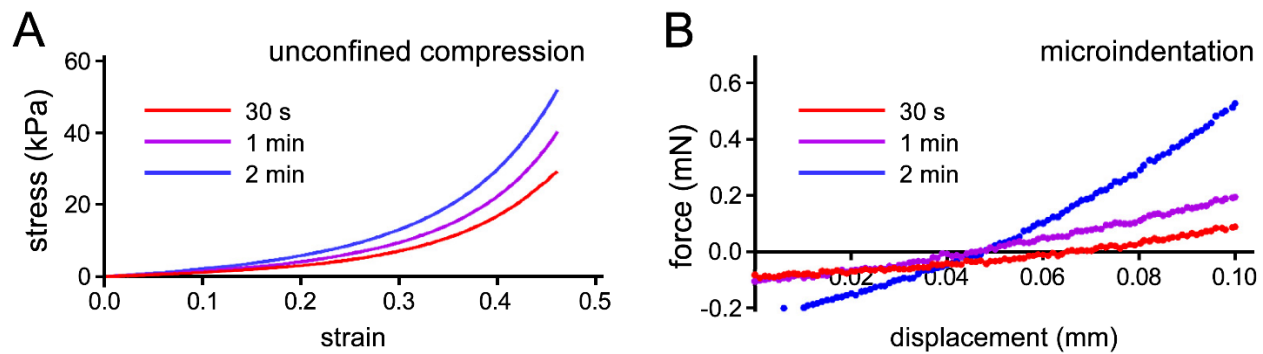 A
unconfined compression
stress (kPa)
60
40
20
0
30 s
1 min
2 min
0.0 0.1 0.2 0.3 0.4 0.5
strain
B
microindentation
force (mN)
0.6
0.4
0.2
0.0
-0.2
30 s
1 min
2 min
0.02 0.04 0.06 0.08 0.10
displacement (mm)